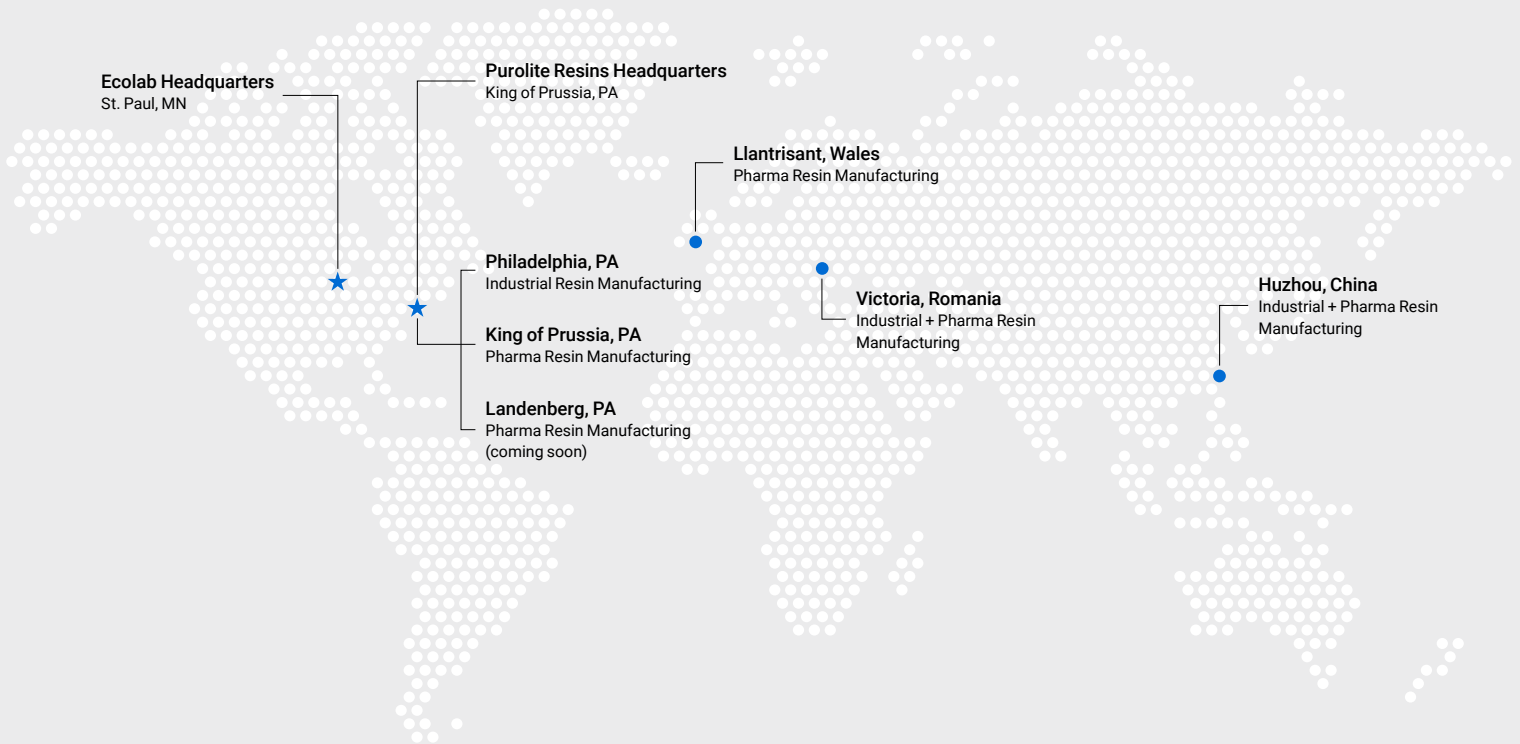 Ecolab Headquarters
St. Paul, MN
Purolite Resins Headquarters
King of Prussia, PA
Llantrisant, Wales
Pharma Resin Manufacturing
Philadelphia, PA
Industrial Resin Manufacturing
King of Prussia, PA
Pharma Resin Manufacturing
Landenberg, PA
Pharma Resin Manufacturing
(coming soon)
Victoria, Romania
Industrial + Pharma Resin
Manufacturing
Huzhou, China
Industrial + Pharma Resin
Manufacturing